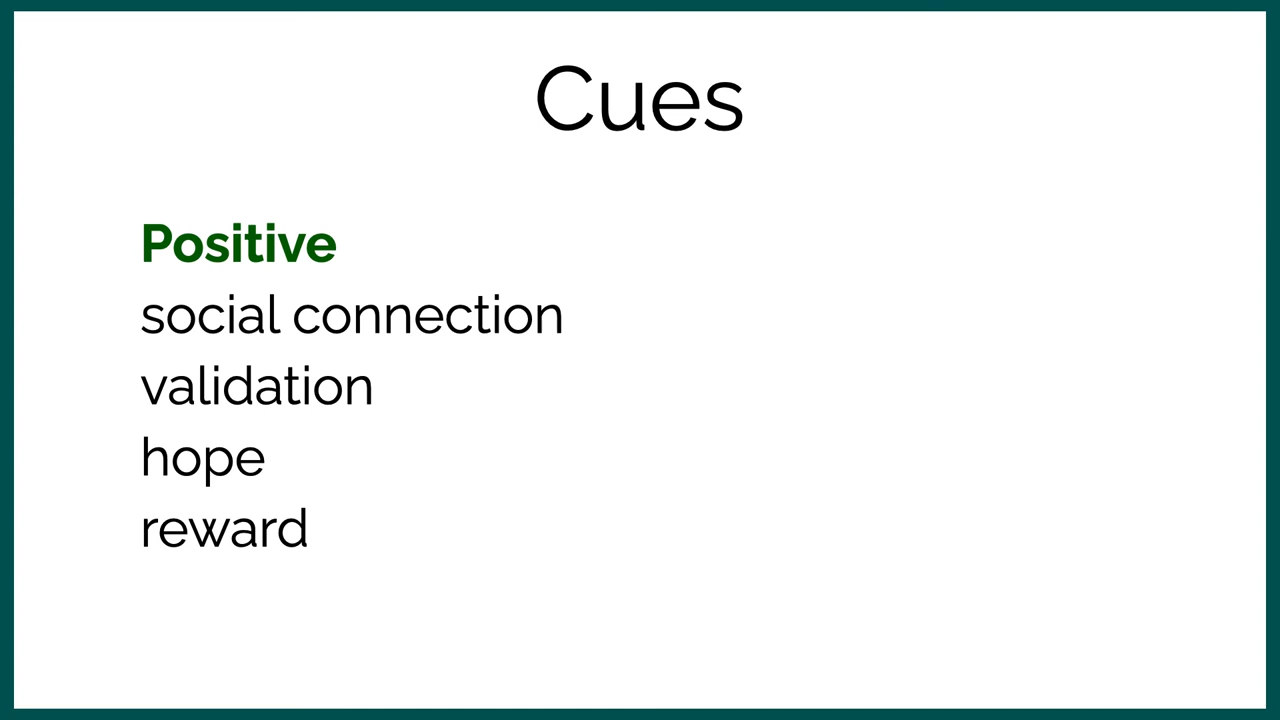 Cues
Positive
social connection
validation
hope
reward